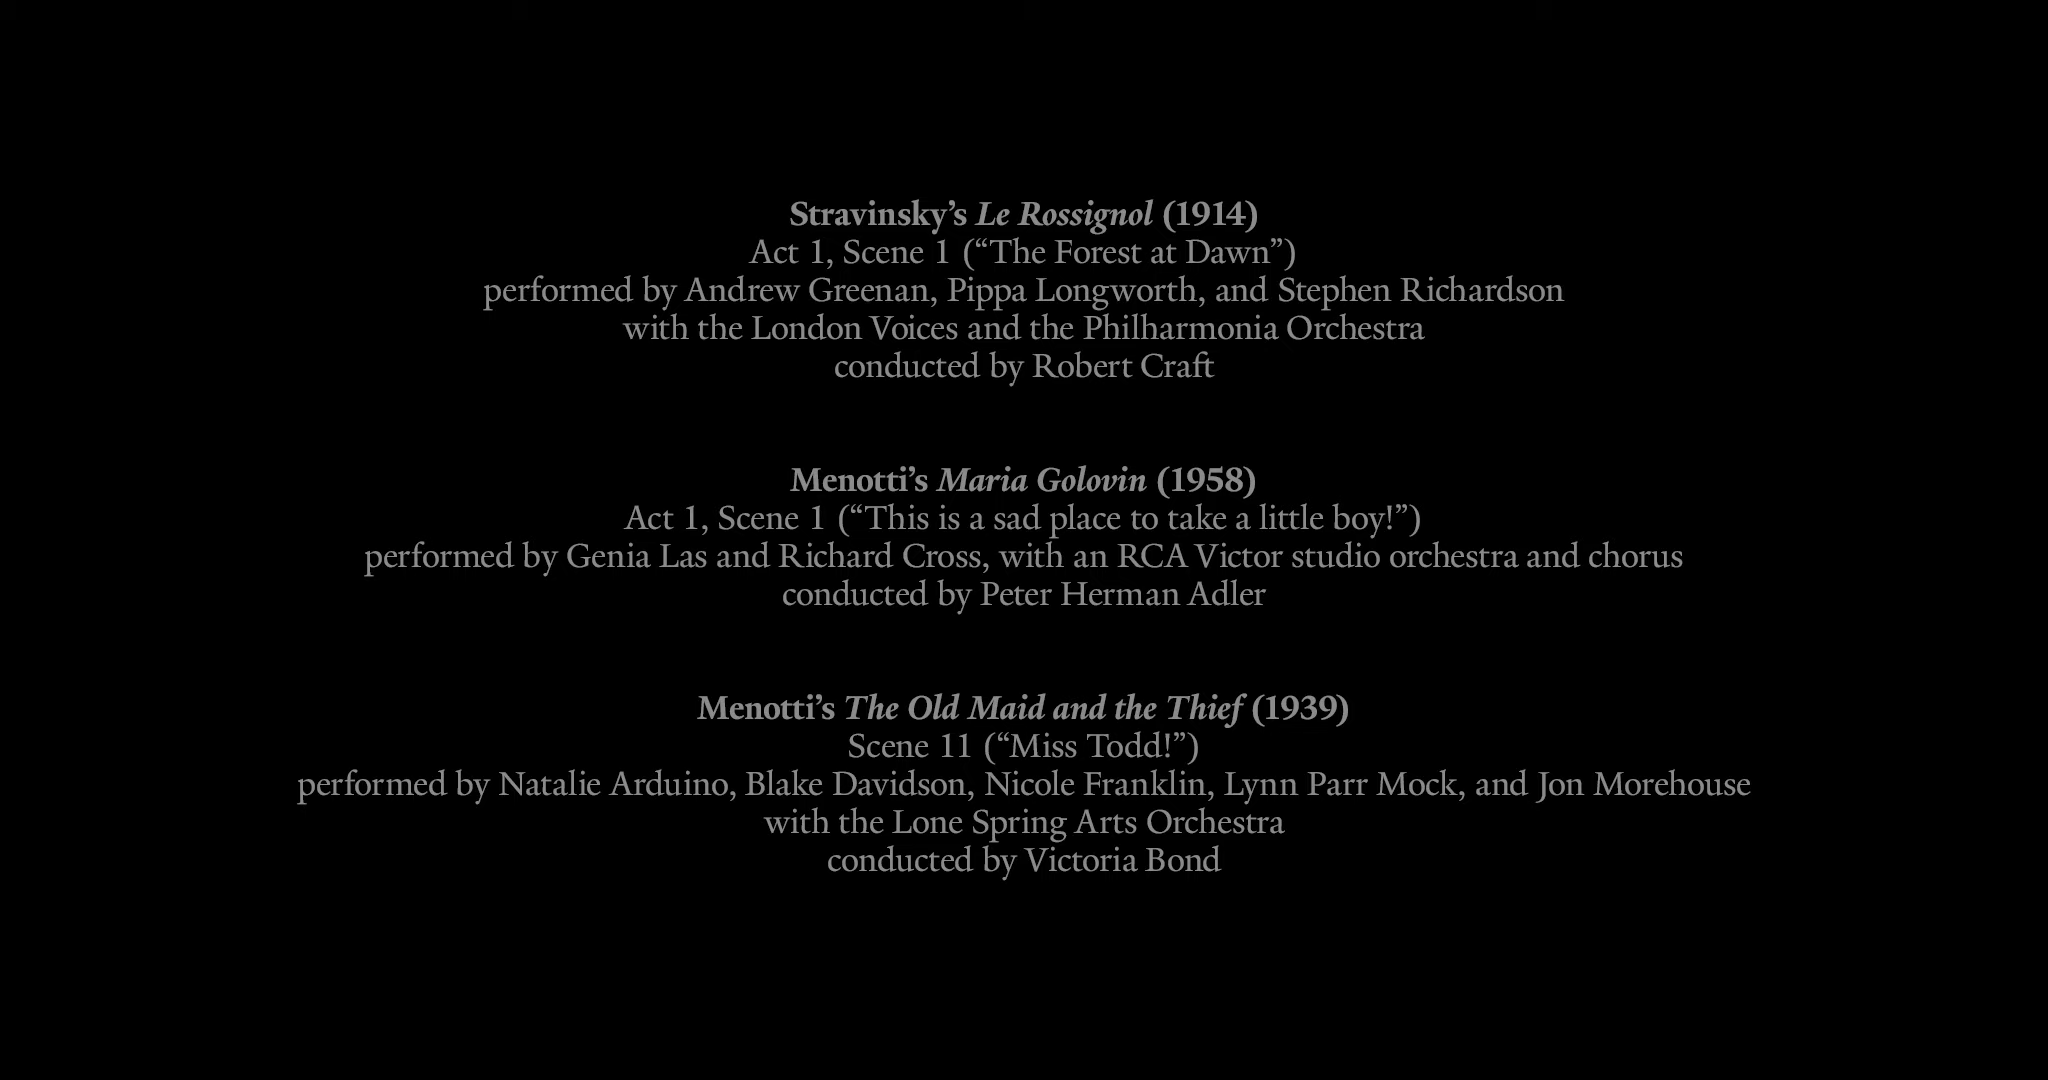 Stravinsky’s Le Rossignol (1914)
Act 1, Scene 1 (“The Forest at Dawn”)
performed by Andrew Greenan, Pippa Longworth, and Stephen Richardson
with the London Voices and the Philharmonia Orchestra
conducted by Robert Craft
Menotti’s Maria Golovin (1958)
Act 1, Scene 1 (“This is a sad place to take a little boy!”)
performed by Genia Las and Richard Cross, with an RCA Victor studio orchestra and chorus
conducted by Peter Herman Adler
Menotti’s The Old Maid and the Thief (1939)
Scene 11 (“Miss Todd!”)
performed by Natalie Arduino, Blake Davidson, Nicole Franklin, Lynn Parr Mock, and Jon Morehouse
with the Lone Spring Arts Orchestra
conducted by Victoria Bond